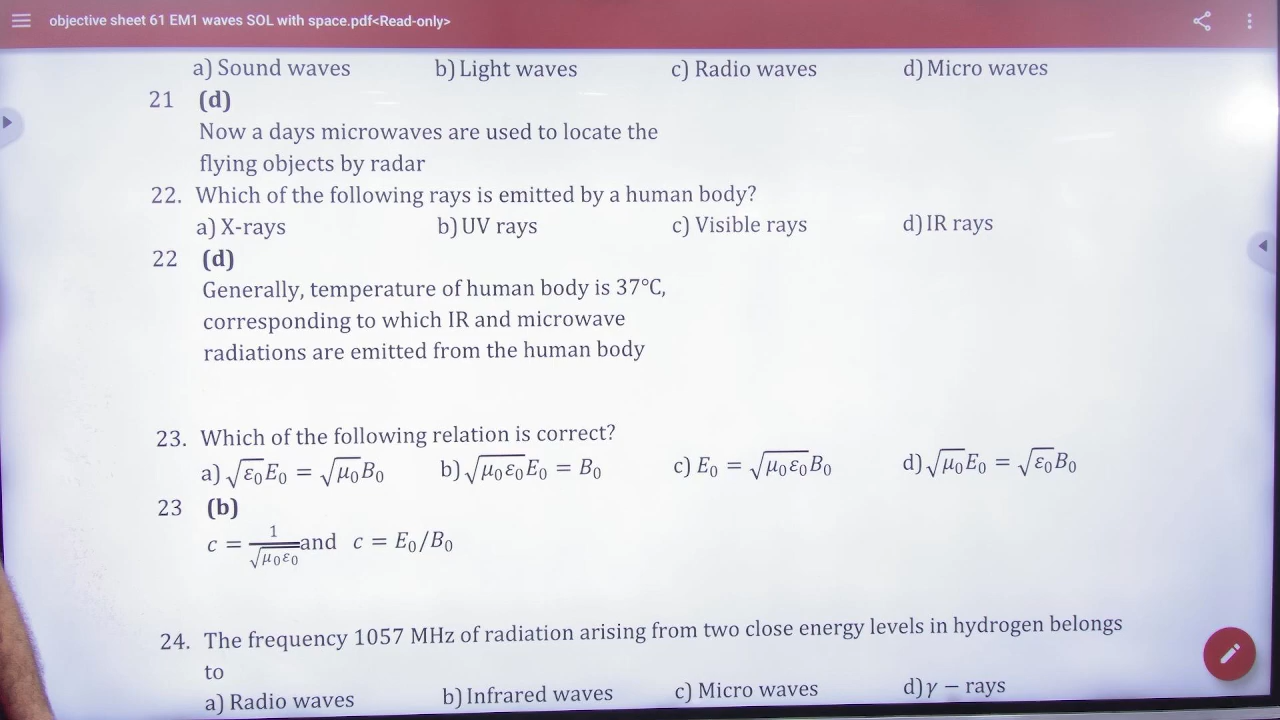 objective sheet 61 EM1 waves SOL with space.pdf<Read-only>
a) Sound waves b) Light waves c) Radio waves d) Micro waves
21 (d)
Now a days microwaves are used to locate the
flying objects by radar
22. Which of the following rays is emitted by a human body?
a) X-rays b) UV rays c) Visible rays d) IR rays
22 (d)
Generally, temperature of human body is 37°C,
corresponding to which IR and microwave
radiations are emitted from the human body
23. Which of the following relation is correct?
a) √ε₀E₀ = √μ₀B₀ b) √μ₀ε₀E₀ = B₀ c) E₀ = √μ₀ε₀B₀ d) √μ₀E₀ = √ε₀B₀
23 (b)
c = 1/√μ₀ε₀ and c = E₀/B₀
24. The frequency 1057 MHz of radiation arising from two close energy levels in hydrogen belongs
to
a) Radio waves b) Infrared waves c) Micro waves d) γ − rays